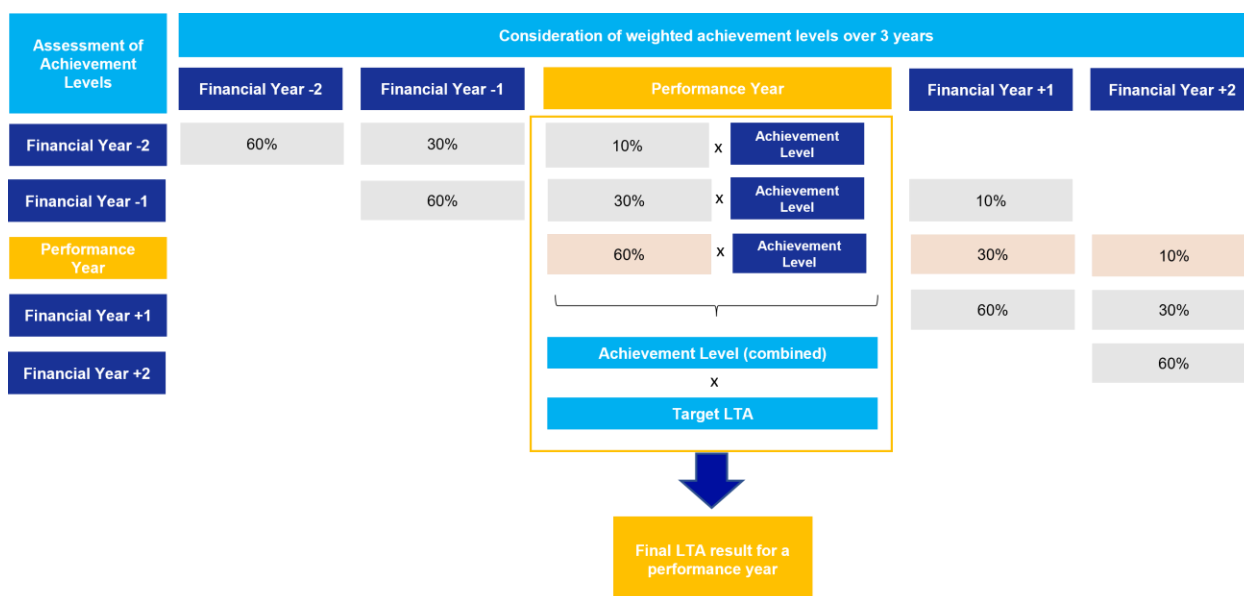 Assessment of
Achievement
Levels
Consideration of weighted achievement levels over 3 years
Financial Year -2
Financial Year -1
Performance Year
Financial Year +1
Financial Year +2
Financial Year -2
60%
30%
10%
x
Achievement
Level
Financial Year -1
60%
30%
x
Achievement
Level
10%
Performance
Year
60%
x
Achievement
Level
30%
10%
Financial Year +1
60%
30%
Achievement Level (combined)
Financial Year +2
60%
x
Target LTA
Final LTA result for a
performance year